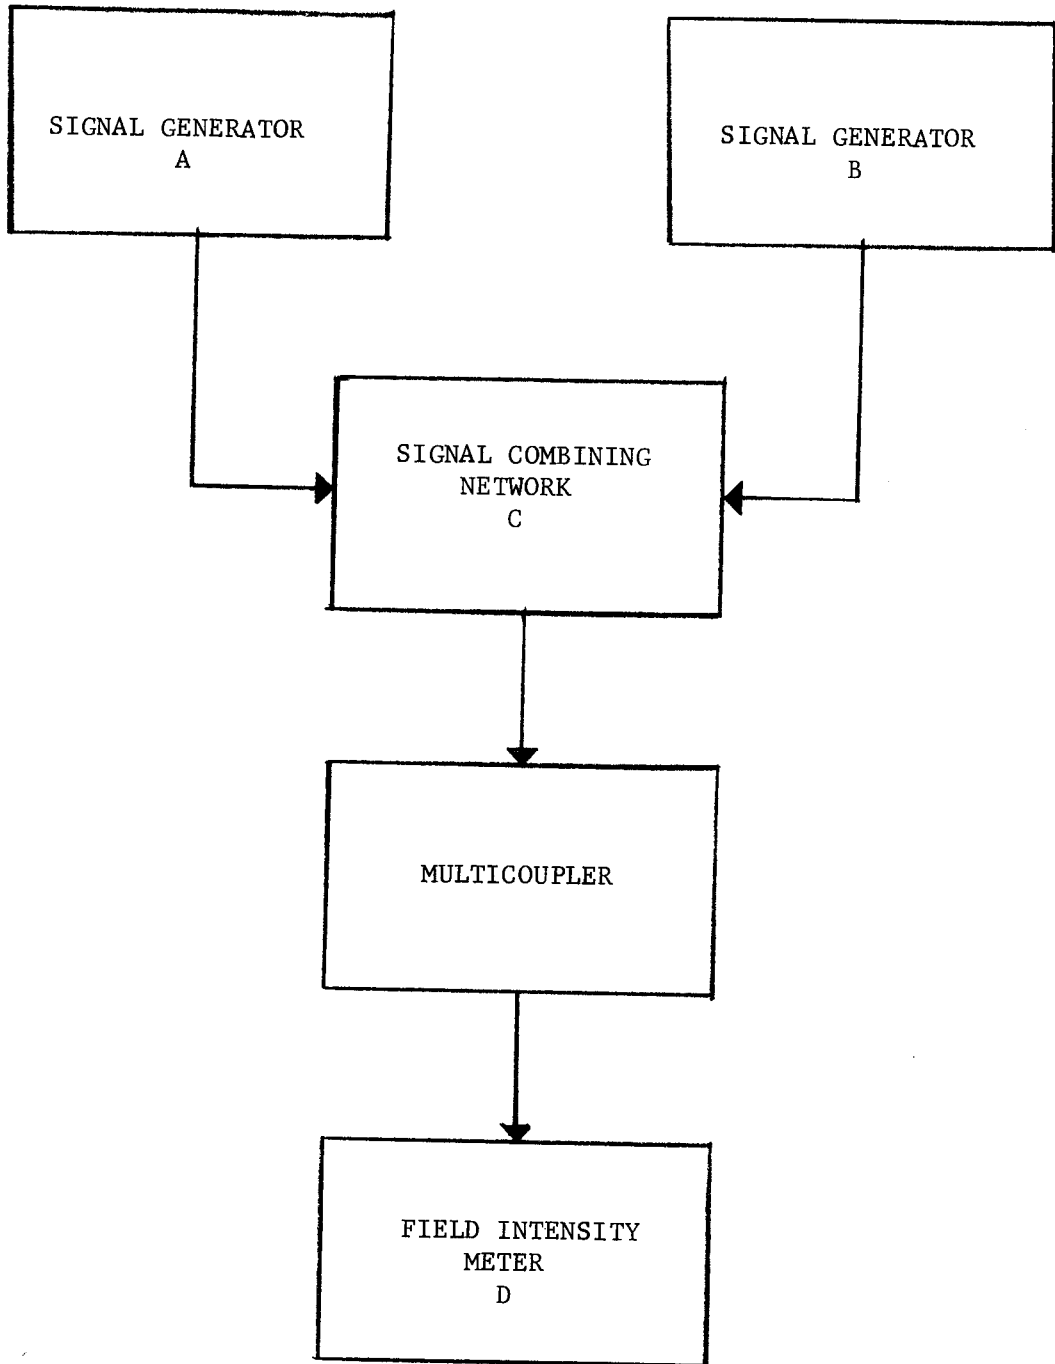 SIGNAL GENERATOR
A
SIGNAL GENERATOR
B
SIGNAL COMBINING
NETWORK
C
MULTICOUPLER
FIELD INTENSITY
METER
D